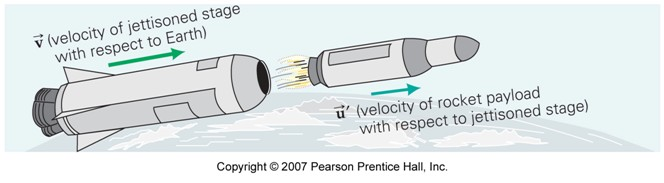 v (velocity of jettisoned stage
with respect to Earth)
u′ (velocity of rocket payload
with respect to jettisoned stage)
Copyright © 2007 Pearson Prentice Hall, Inc.